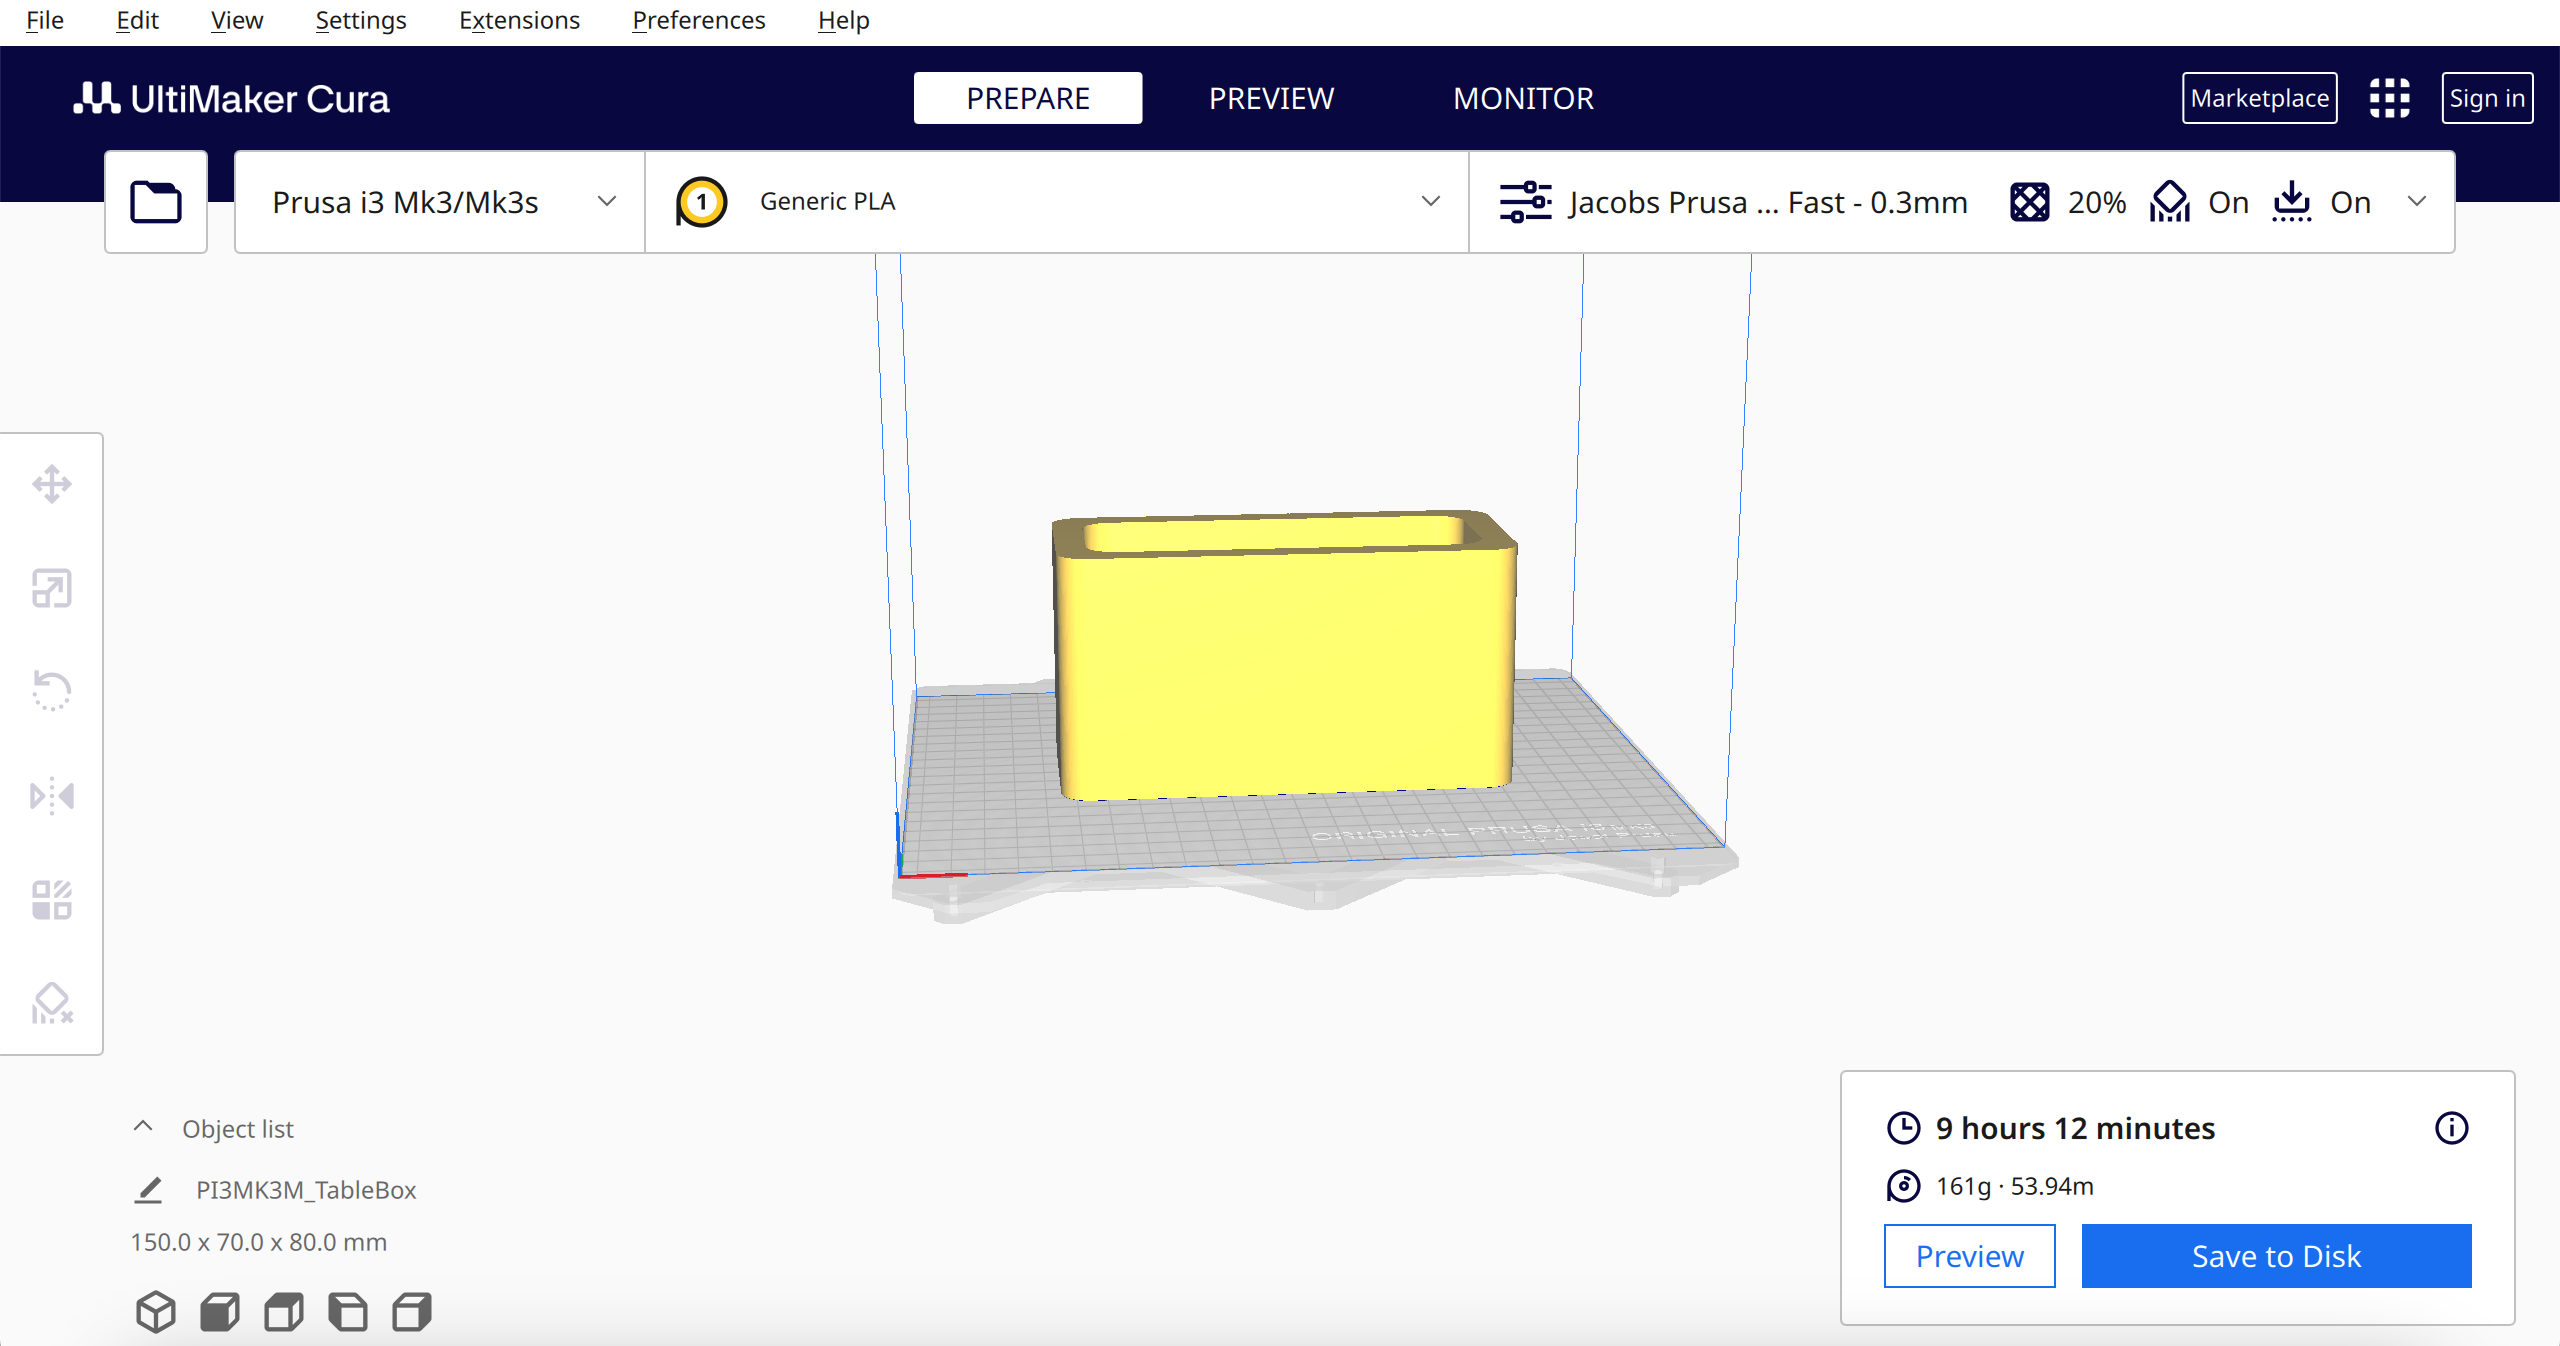 File Edit View Settings Extensions Preferences Help
UltiMaker Cura PREPARE PREVIEW MONITOR Marketplace Sign in
Prusa i3 Mk3/Mk3s 1 Generic PLA Jacobs Prusa ... Fast - 0.3mm 20% On On
ORIGINAL PRUSA
Object list
PI3MK3M_TableBox
150.0 x 70.0 x 80.0 mm
9 hours 12 minutes
161g · 53.94m
Preview Save to Disk